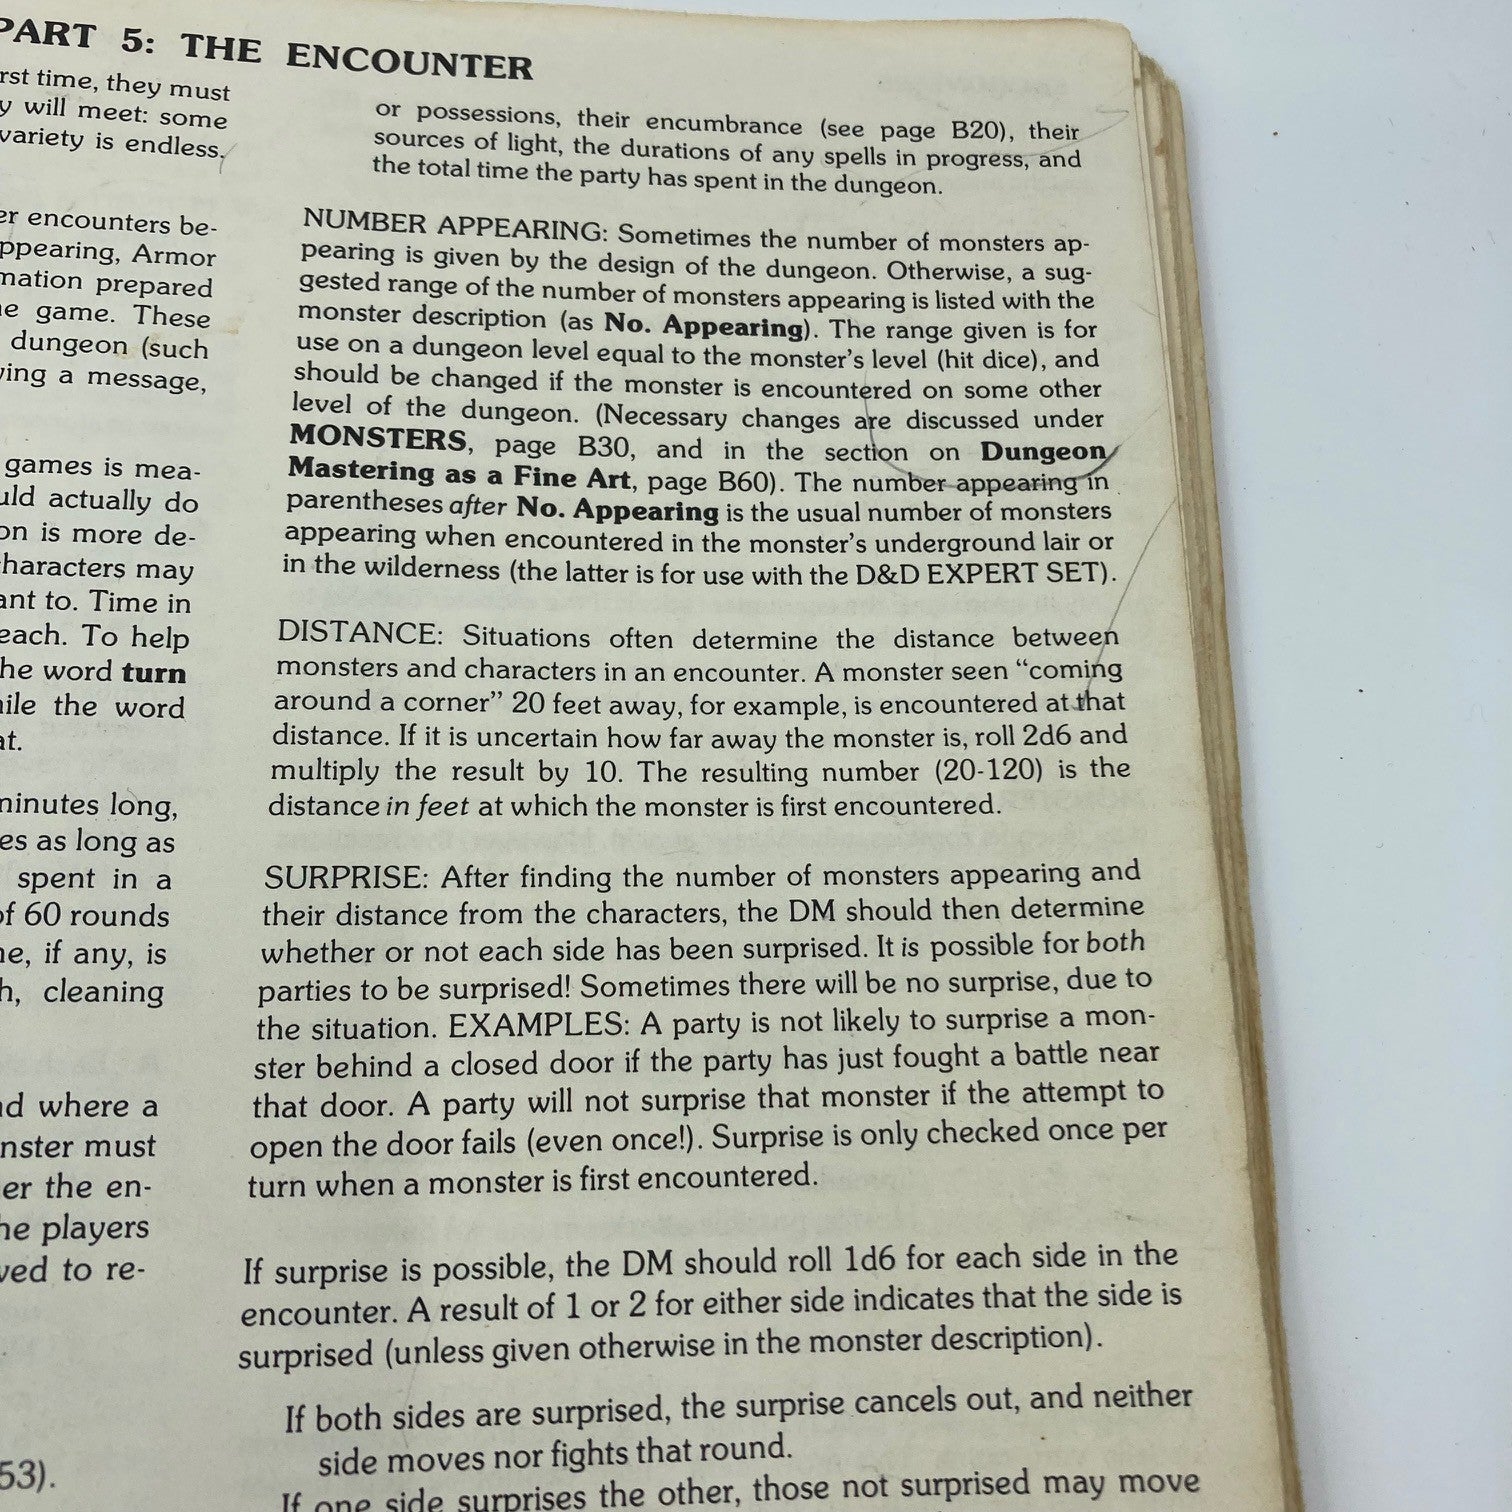 PART 5: THE ENCOUNTER
rst time, they must
y will meet: some
variety is endless.
er encounters be-
ppearing, Armor
mation prepared
e game. These
dungeon (such
ing a message,
games is mea-
uld actually do
on is more de-
haracters may
ant to. Time in
each. To help
he word turn
ile the word
at.
minutes long,
es as long as
spent in a
of 60 rounds
ne, if any, is
h, cleaning
nd where a
nster must
er the en-
he players
ved to re-
53).
or possessions, their encumbrance (see page B20), their
sources of light, the durations of any spells in progress, and
the total time the party has spent in the dungeon.
NUMBER APPEARING: Sometimes the number of monsters ap-
pearing is given by the design of the dungeon. Otherwise, a sug-
gested range of the number of monsters appearing is listed with the
monster description (as No. Appearing). The range given is for
use on a dungeon level equal to the monster's level (hit dice), and
should be changed if the monster is encountered on some other
level of the dungeon. (Necessary changes are discussed under
MONSTERS, page B30, and in the section on Dungeon
Mastering as a Fine Art, page B60). The number appearing in
parentheses after No. Appearing is the usual number of monsters
appearing when encountered in the monster's underground lair or
in the wilderness (the latter is for use with the D&D EXPERT SET).
DISTANCE: Situations often determine the distance between
monsters and characters in an encounter. A monster seen “coming
around a corner” 20 feet away, for example, is encountered at that
distance. If it is uncertain how far away the monster is, roll 2d6 and
multiply the result by 10. The resulting number (20-120) is the
distance in feet at which the monster is first encountered.
SURPRISE: After finding the number of monsters appearing and
their distance from the characters, the DM should then determine
whether or not each side has been surprised. It is possible for both
parties to be surprised! Sometimes there will be no surprise, due to
the situation. EXAMPLES: A party is not likely to surprise a mon-
ster behind a closed door if the party has just fought a battle near
that door. A party will not surprise that monster if the attempt to
open the door fails (even once!). Surprise is only checked once per
turn when a monster is first encountered.
If surprise is possible, the DM should roll 1d6 for each side in the
encounter. A result of 1 or 2 for either side indicates that the side is
surprised (unless given otherwise in the monster description).
If both sides are surprised, the surprise cancels out, and neither
side moves nor fights that round.
If one side surprises the other, those not surprised may move